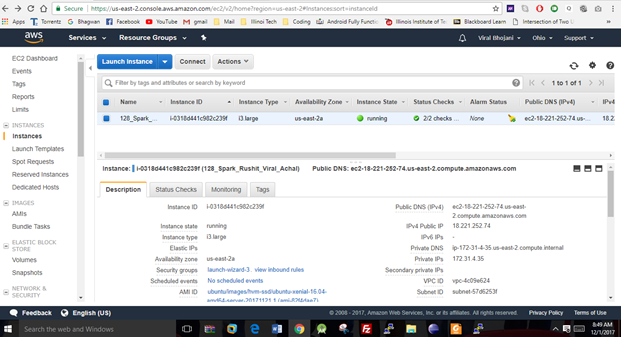 Secure https://us-east-2.console.aws.amazon.com/ec2/v2/home?region=us-east-2#Instances:sort=instanceId
Apps Torrentz Bhagwan Facebook YouTube gmail Mail Illinoi Tech Coding Android Fully Function Illinois Institute of Te Blackboard Learn Intersection of Two L
aws Services Resource Groups Viral Bhojani Ohio Support
EC2 Dashboard
Events
Tags
Reports
Limits
INSTANCES
Instances
Launch Templates
Spot Requests
Reserved Instances
Dedicated Hosts
IMAGES
AMIs
Bundle Tasks
ELASTIC BLOCK
STORE
Volumes
Snapshots
NETWORK &
SECURITY
Launch Instance Connect Actions
Filter by tags and attributes or search by keyword 1 to 1 of 1
Name Instance ID Instance Type Availability Zone Instance State Status Checks Alarm Status Public DNS (IPv4) IPv4
128_Spark_... i-0318d441c982c239f i3.large us-east-2a running 2/2 checks ... None ec2-18-221-252-74.us-... 18.22
Instance: i-0318d441c982c239f (128_Spark_Rushit_Viral_Achal) Public DNS: ec2-18-221-252-74.us-east-2.compute.amazonaws.com
Description Status Checks Monitoring Tags
Instance ID i-0318d441c982c239f Public DNS (IPv4) ec2-18-221-252-74.us-east-
2.compute.amazonaws.com
Instance state running IPv4 Public IP 18.221.252.74
Instance type i3.large IPv6 IPs -
Elastic IPs Private DNS ip-172-31-4-35.us-east-2.compute.internal
Availability zone us-east-2a Private IPs 172.31.4.35
Security groups launch-wizard-3. view inbound rules Secondary private IPs
Scheduled events No scheduled events VPC ID vpc-4c09e624
AMI ID ubuntu/images/hvm-ssd/ubuntu-xenial-16.04- Subnet ID subnet-57d6253f
Feedback English (US) © 2008 - 2017, Amazon Web Services, Inc. or its affiliates. All rights reserved. Privacy Policy Terms of Use
Search the web and Windows
8:49 AM
12/1/2017